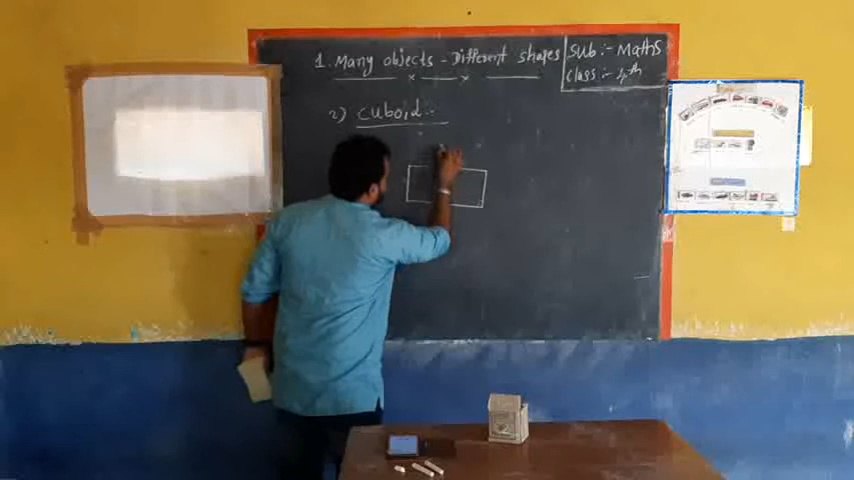 1. Many objects - Different shapes
Sub :- Maths
Class :- 4th
2) Cuboid :-